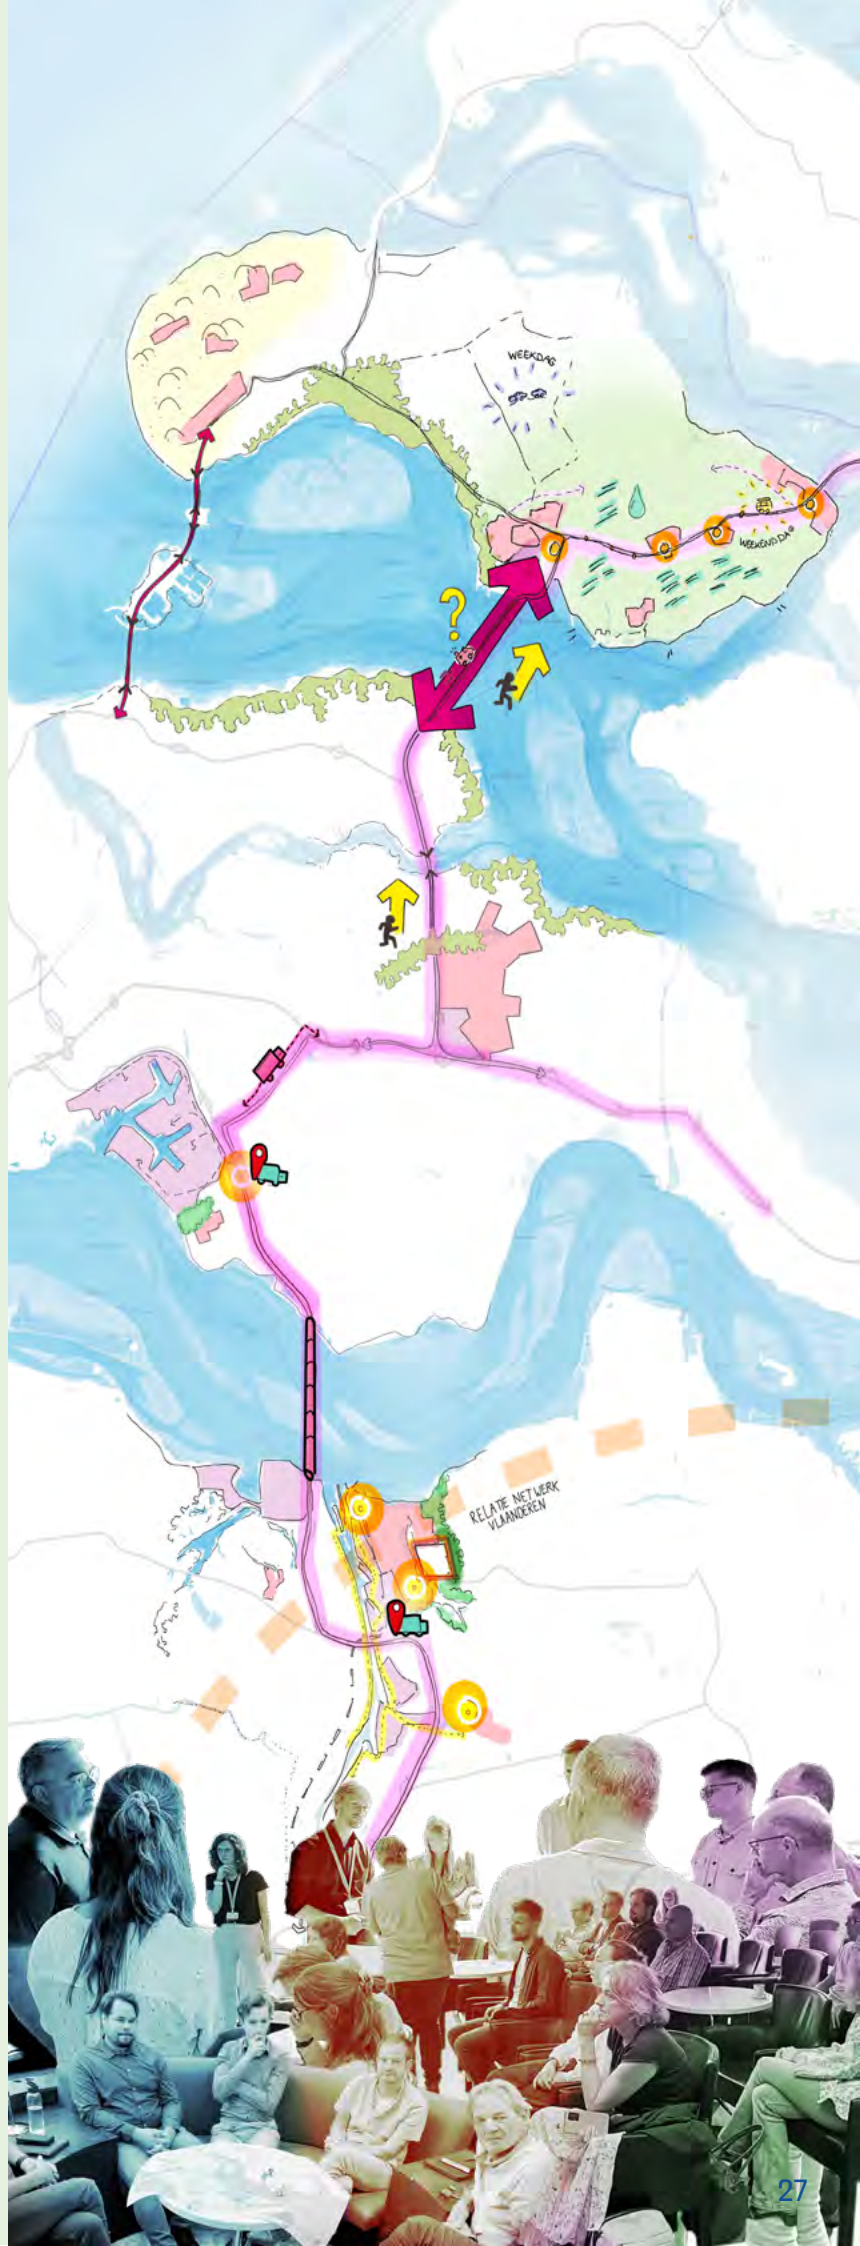 WEEKDAG
WEEKENDDAG
?
RELATIE NETWERK
VLAANDEREN
27